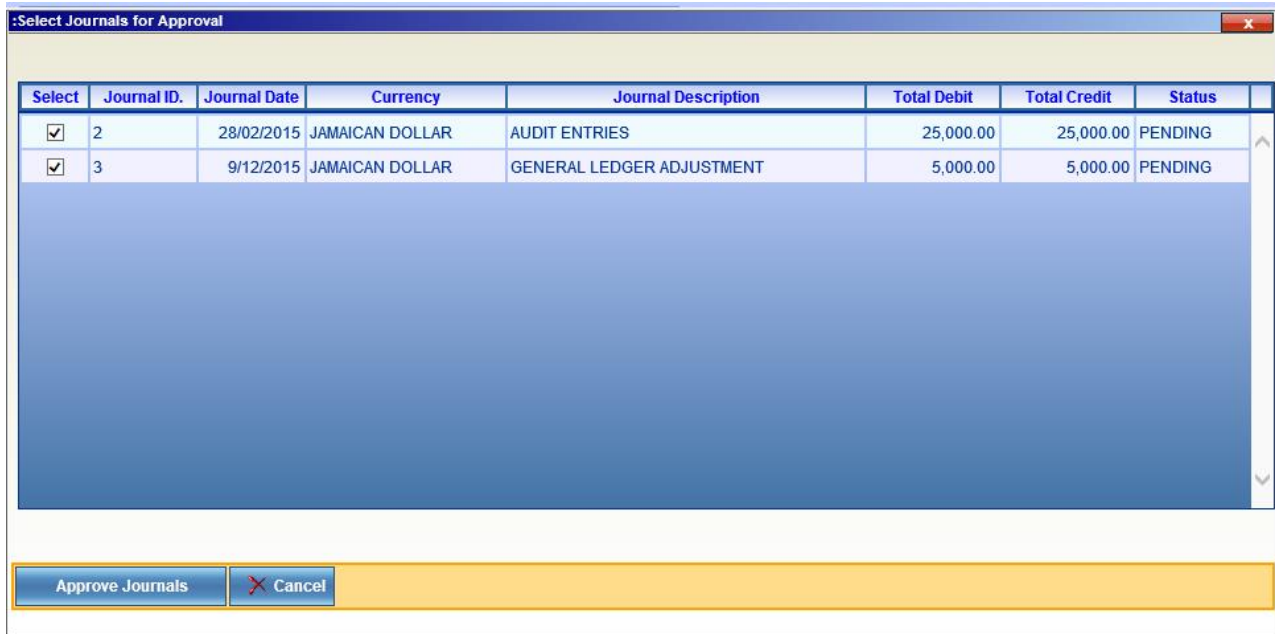 :Select Journals for Approval x
Select Journal ID. Journal Date Currency Journal Description Total Debit Total Credit Status
2 28/02/2015 JAMAICAN DOLLAR AUDIT ENTRIES 25,000.00 25,000.00 PENDING
3 9/12/2015 JAMAICAN DOLLAR GENERAL LEDGER ADJUSTMENT 5,000.00 5,000.00 PENDING
Approve Journals Cancel